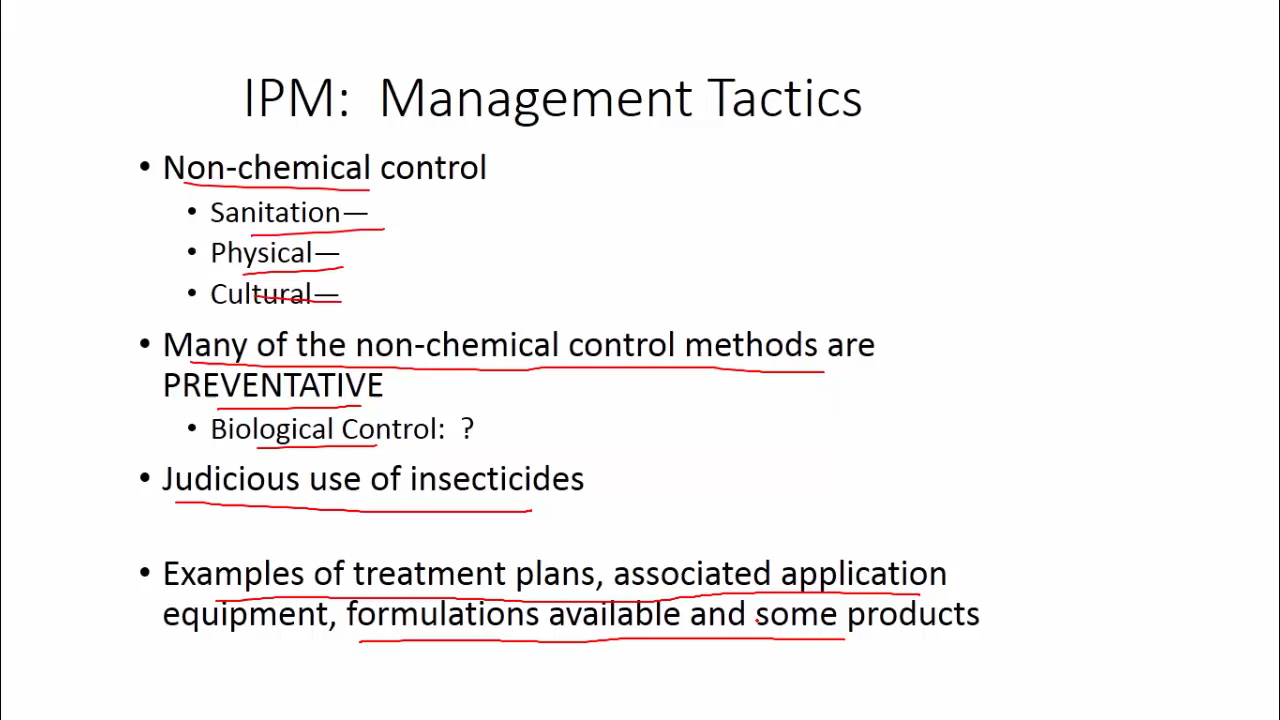 IPM: Management Tactics
• Non-chemical control
• Sanitation—
• Physical—
• Cultural—
• Many of the non-chemical control methods are
PREVENTATIVE
• Biological Control: ?
• Judicious use of insecticides
• Examples of treatment plans, associated application
equipment, formulations available and some products